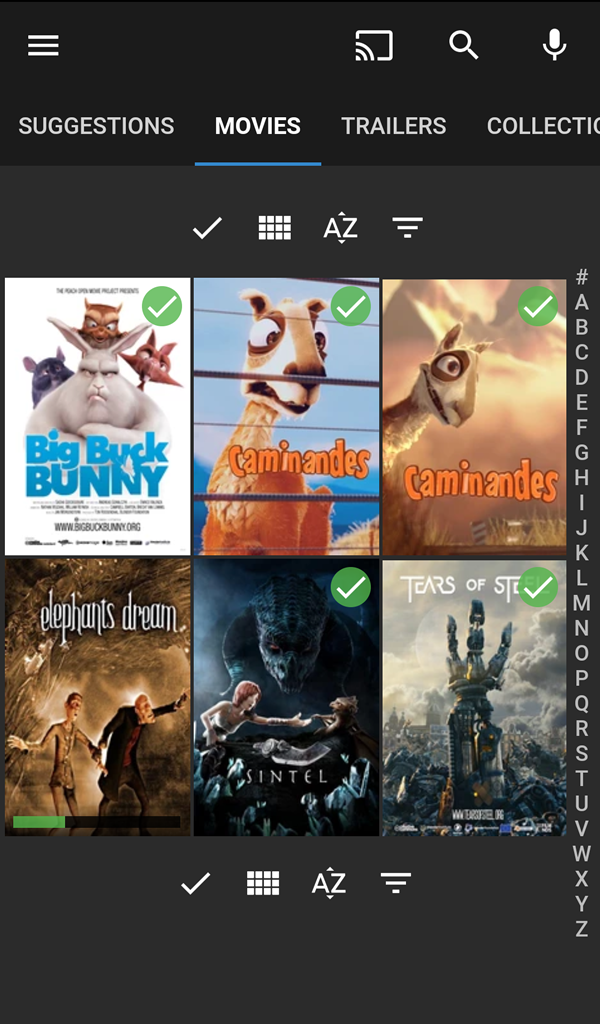 SUGGESTIONS MOVIES TRAILERS COLLECTIO
AZ
THE PEACH OPEN MOVIE PROJECT PRESENTS
Big Buck
BUNNY
WWW.BIGBUCKBUNNY.ORG
Caminandes
Caminandes
elephants dream
SINTEL
TEARS OF STEEL
WWW.TEARSOFSTEEL.ORG
AZ
#
A
B
C
D
E
F
G
H
I
J
K
L
M
N
O
P
Q
R
S
T
U
V
W
X
Y
Z